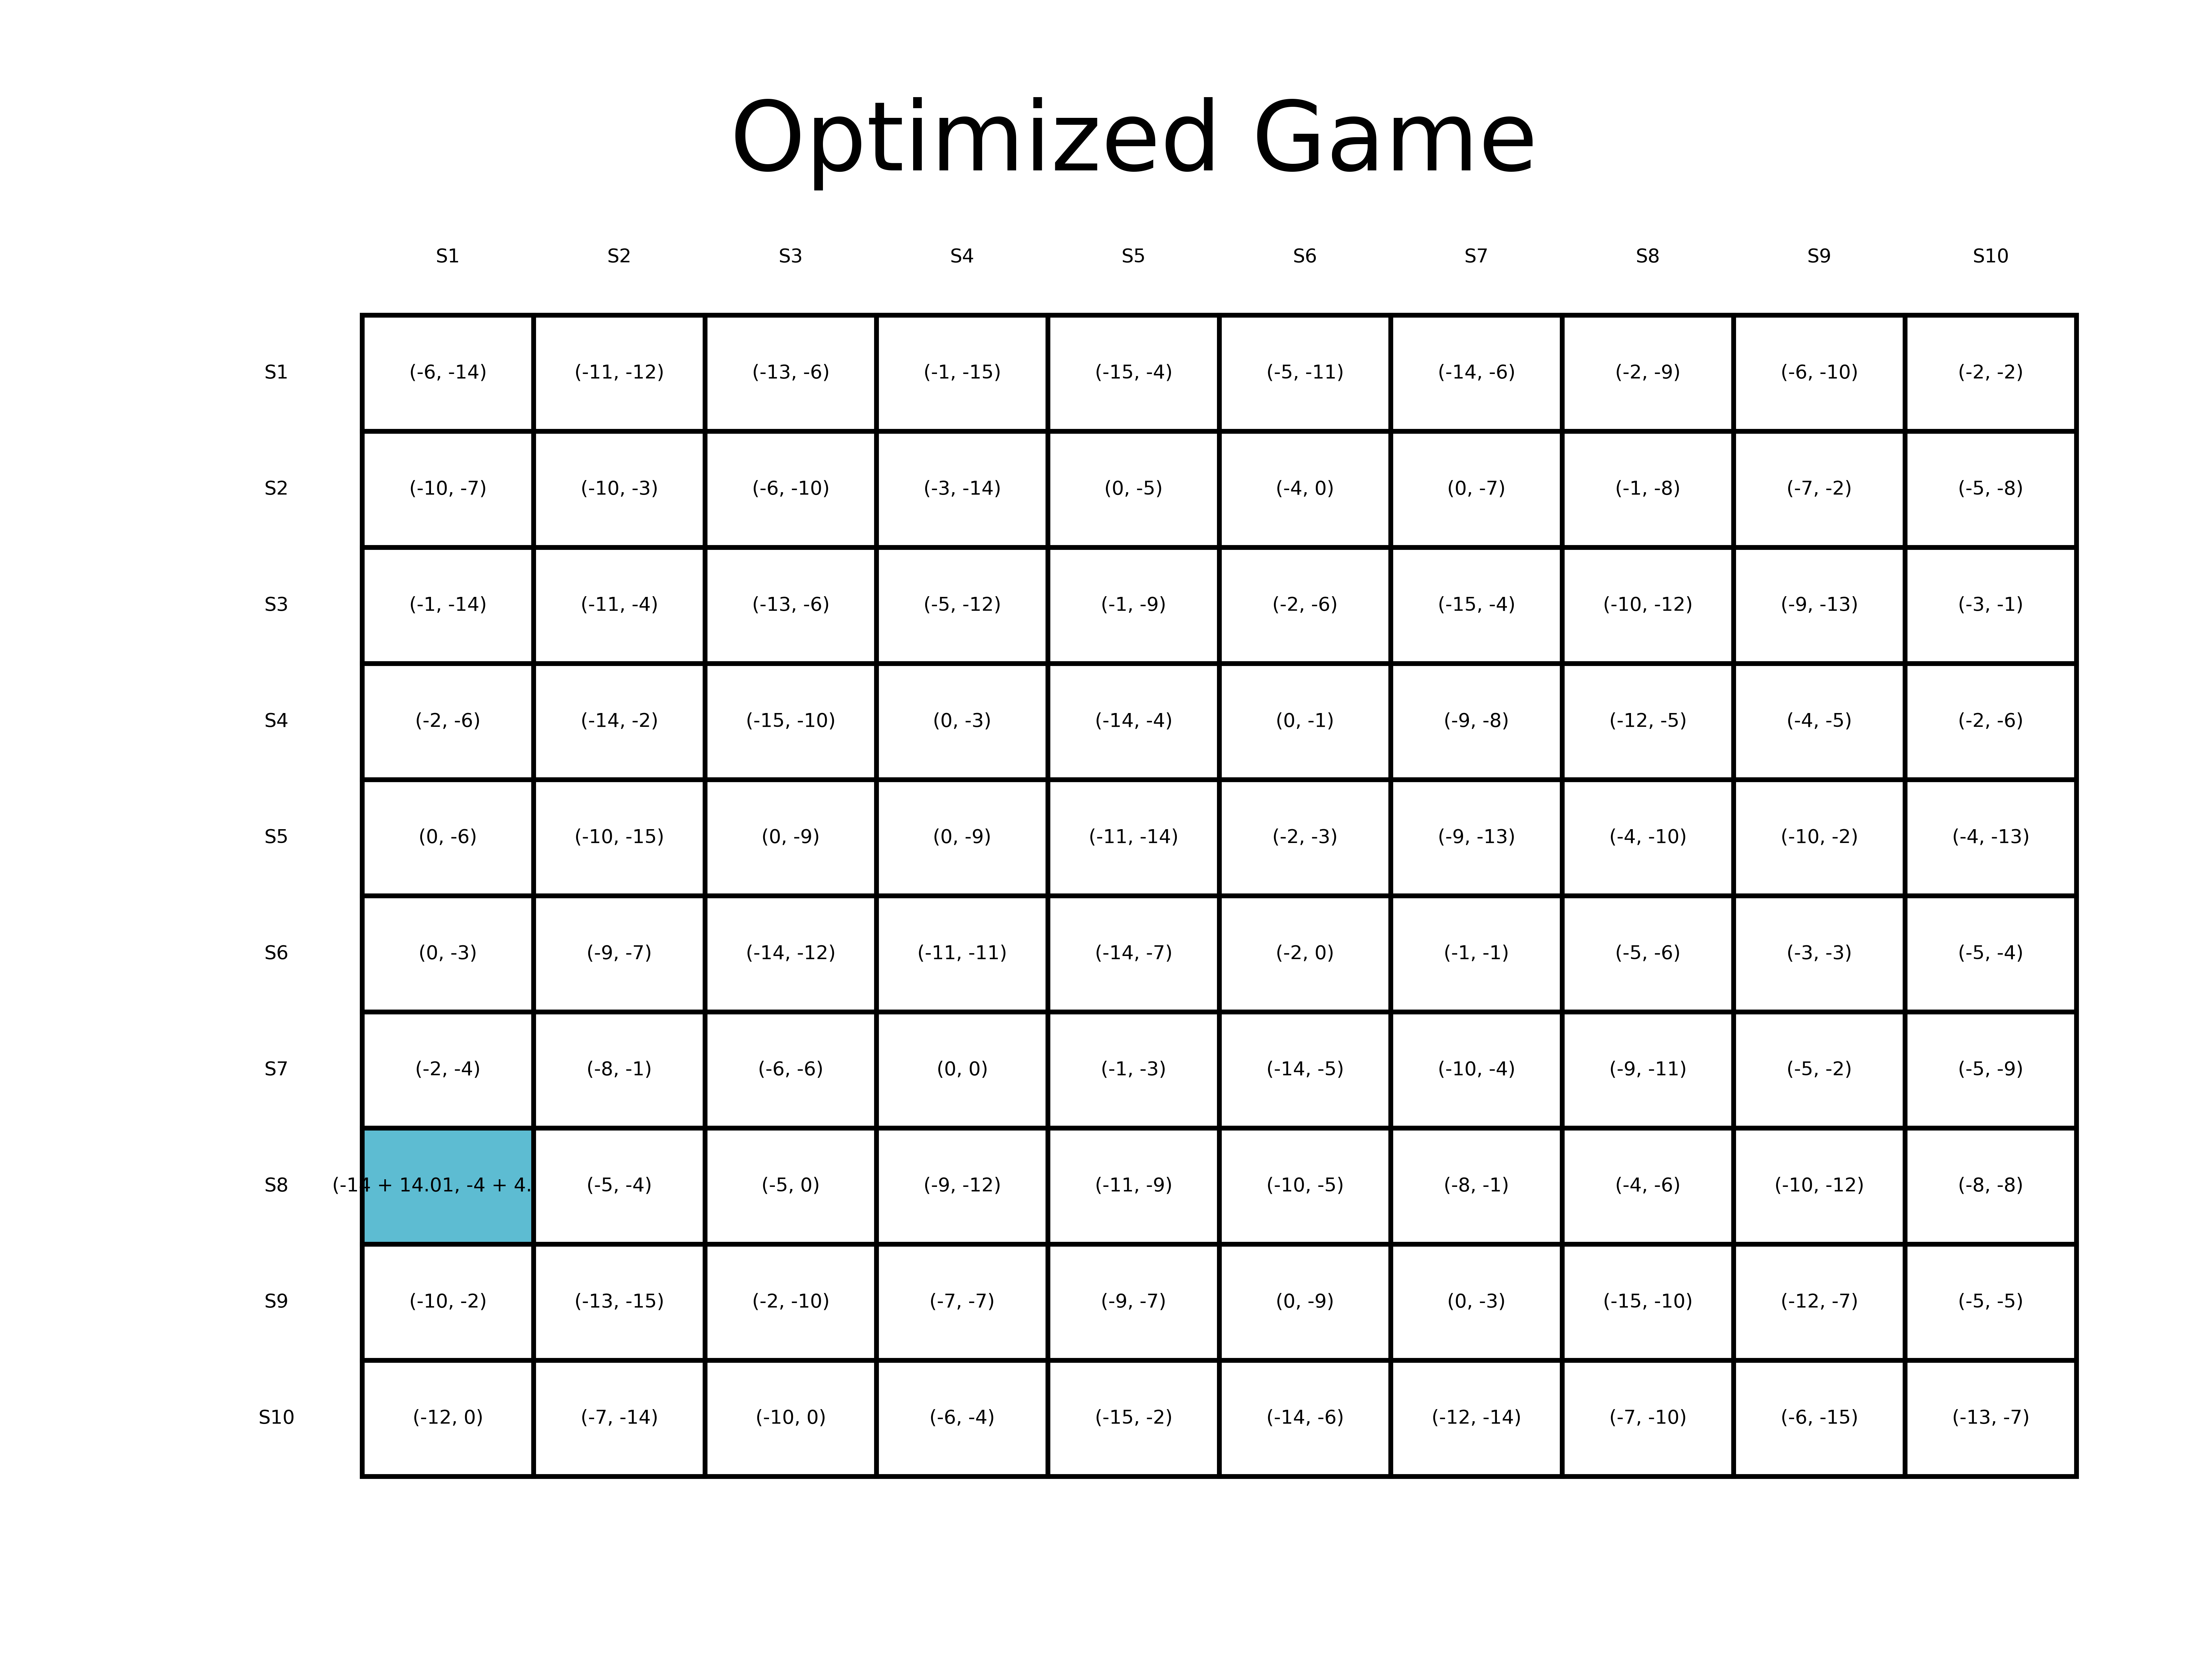 Optimized Game
S1 S2 S3 S4 S5 S6 S7 S8 S9 S10
S1 (-6, -14) (-11, -12) (-13, -6) (-1, -15) (-15, -4) (-5, -11) (-14, -6) (-2, -9) (-6, -10) (-2, -2)
S2 (-10, -7) (-10, -3) (-6, -10) (-3, -14) (0, -5) (-4, 0) (0, -7) (-1, -8) (-7, -2) (-5, -8)
S3 (-1, -14) (-11, -4) (-13, -6) (-5, -12) (-1, -9) (-2, -6) (-15, -4) (-10, -12) (-9, -13) (-3, -1)
S4 (-2, -6) (-14, -2) (-15, -10) (0, -3) (-14, -4) (0, -1) (-9, -8) (-12, -5) (-4, -5) (-2, -6)
S5 (0, -6) (-10, -15) (0, -9) (0, -9) (-11, -14) (-2, -3) (-9, -13) (-4, -10) (-10, -2) (-4, -13)
S6 (0, -3) (-9, -7) (-14, -12) (-11, -11) (-14, -7) (-2, 0) (-1, -1) (-5, -6) (-3, -3) (-5, -4)
S7 (-2, -4) (-8, -1) (-6, -6) (0, 0) (-1, -3) (-14, -5) (-10, -4) (-9, -11) (-5, -2) (-5, -9)
S8 (-14 + 14.01, -4 + 4. (-5, -4) (-5, 0) (-9, -12) (-11, -9) (-10, -5) (-8, -1) (-4, -6) (-10, -12) (-8, -8)
S9 (-10, -2) (-13, -15) (-2, -10) (-7, -7) (-9, -7) (0, -9) (0, -3) (-15, -10) (-12, -7) (-5, -5)
S10 (-12, 0) (-7, -14) (-10, 0) (-6, -4) (-15, -2) (-14, -6) (-12, -14) (-7, -10) (-6, -15) (-13, -7)